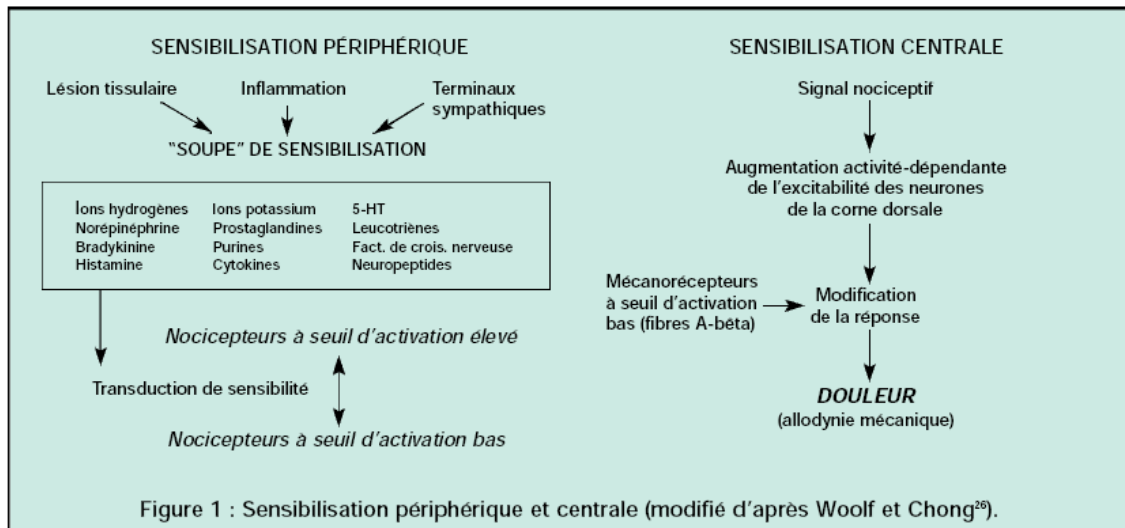 SENSIBILISATION PÉRIPHÉRIQUE
Lésion tissulaire
Inflammation
Terminaux
sympathiques
"SOUPE" DE SENSIBILISATION
Ions hydrogènes Ions potassium 5-HT
Norépinéphrine Prostaglandines Leucotriènes
Bradykinine Purines Fact. de crois. nerveuse
Histamine Cytokines Neuropeptides
Nocicepteurs à seuil d'activation élevé
Transduction de sensibilité
Nocicepteurs à seuil d'activation bas
SENSIBILISATION CENTRALE
Signal nociceptif
Augmentation activité-dépendante
de l'excitabilité des neurones
de la corne dorsale
Mécanorécepteurs
à seuil d'activation
bas (fibres A-bêta)
Modification
de la réponse
DOULEUR
(allodynie mécanique)
Figure 1 : Sensibilisation périphérique et centrale (modifié d'après Woolf et Chong²⁶).